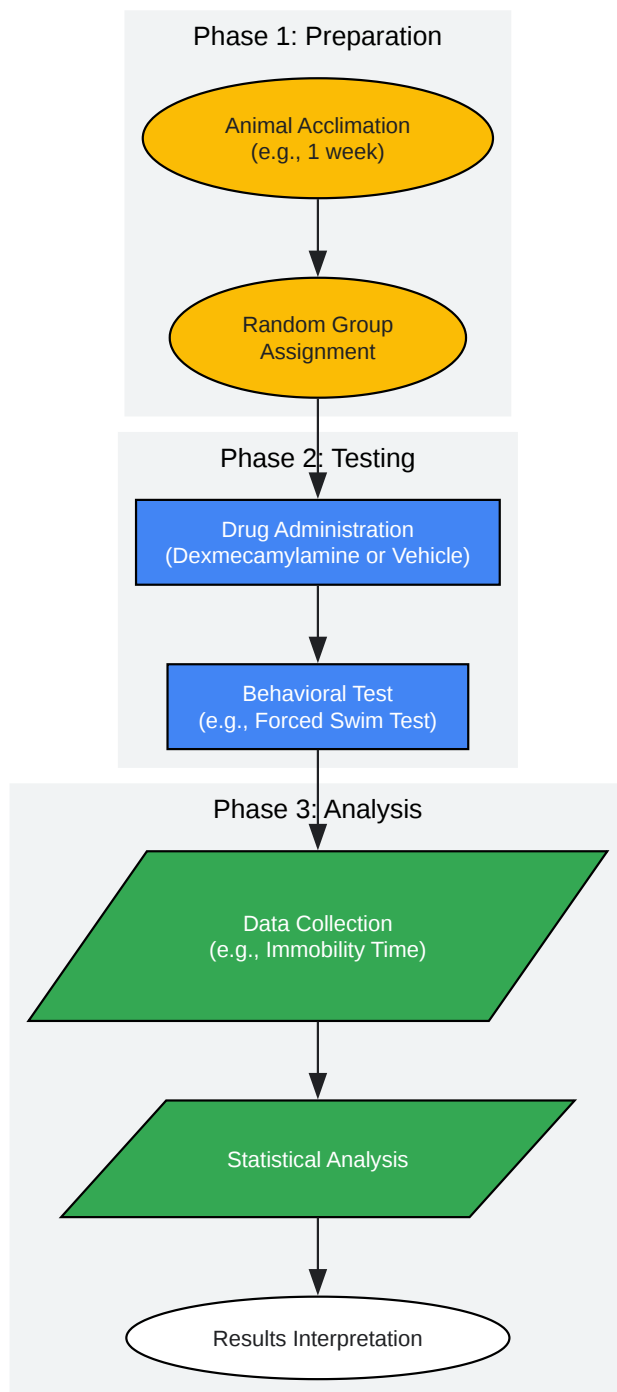 Phase 1: Preparation
Animal Acclimation
(e.g., 1 week)
Random Group
Assignment
Phase 2: Testing
Drug Administration
(Dexmecamylamine or Vehicle)
Behavioral Test
(e.g., Forced Swim Test)
Phase 3: Analysis
Data Collection
(e.g., Immobility Time)
Statistical Analysis
Results Interpretation